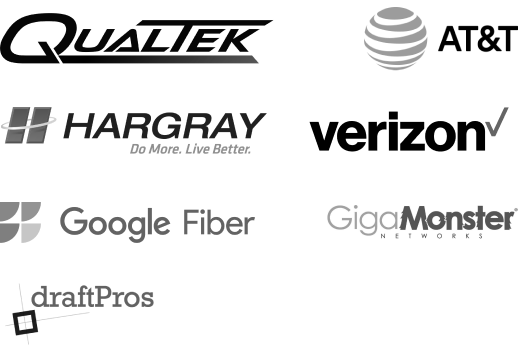 QUALTEK
AT&T
HARGRAY
Do More. Live Better.
verizon✓
Google Fiber
GigaMonster
NETWORKS
draftPros